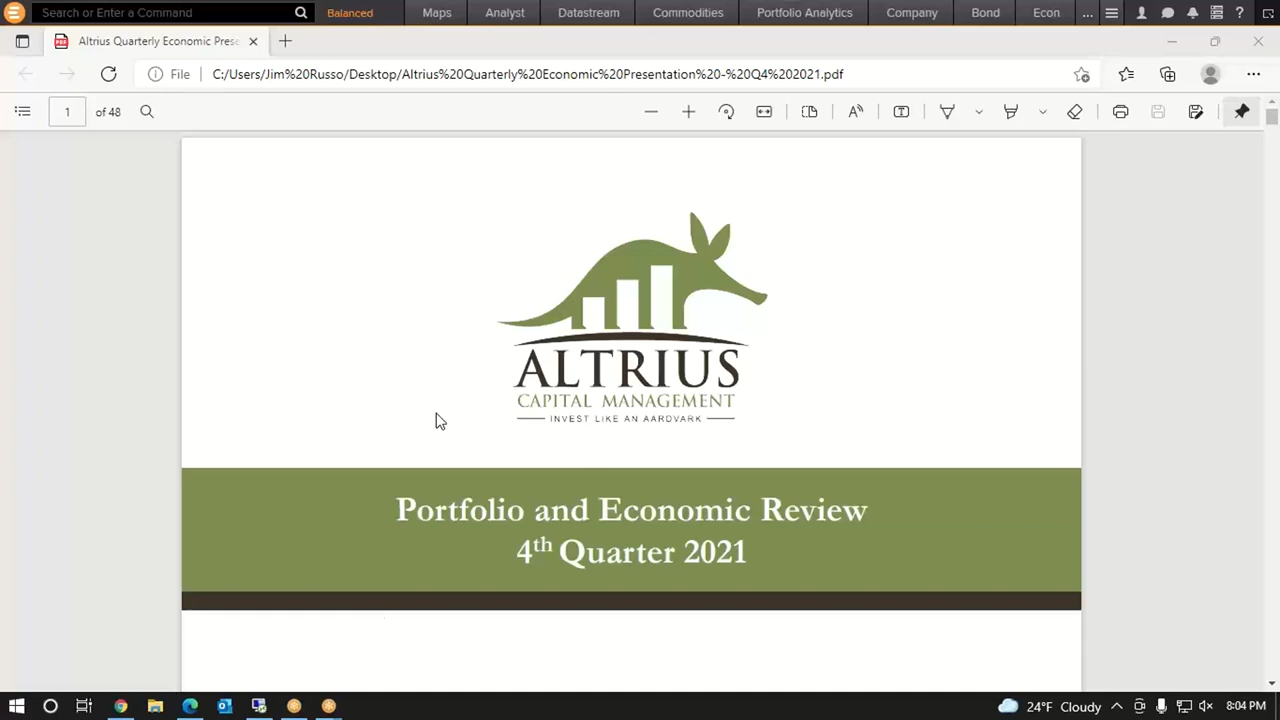 Search or Enter a Command
Balanced
Maps
Analyst
Datastream
Commodities
Portfolio Analytics
Company
Bond
Econ
...
?
PDF
Altrius Quarterly Economic Prese
File
C:/Users/Jim%20Russo/Desktop/Altrius%20Quarterly%20Economic%20Presentation%20-%20Q4%202021.pdf
1 of 48
ALTRIUS
CAPITAL MANAGEMENT
INVEST LIKE AN AARDVARK
Portfolio and Economic Review
4th Quarter 2021
24°F Cloudy
8:04 PM